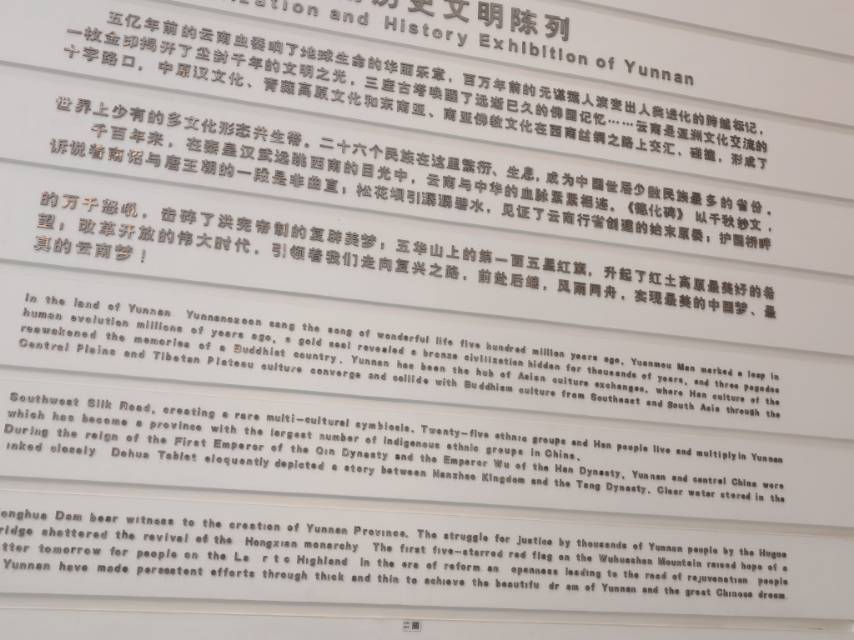 历史文明陈列
ization and History Exhibition of Yunnan
五亿年前的云南虫奏响了地球生命的华丽乐章，百万年前的元谋猿人演变出人类进化的跨越标记，
一枚金印揭开了尘封千年的文明之光，三座古塔唤醒了远逝已久的佛国记忆……云南是亚洲文化交流的
十字路口，中原汉文化、青藏高原文化和东南亚、南亚佛教文化在西南丝绸之路上交汇、碰撞，形成了
世界上少有的多文化形态共生带。二十六个民族在这里繁衍、生息，成为中国世居少数民族最多的省份。
千百年来，在秦皇汉武远眺西南的目光中，云南与中华的血脉紧紧相连。《德化碑》以千秋妙文，
诉说着南诏与唐王朝的一段是非曲直；松花坝引潺潺碧水，见证了云南行省创建的始末原委；护国桥畔
的万千怒吼，击碎了洪宪帝制的复辟美梦；五华山上的第一面五星红旗，升起了红土高原最美好的希
望；改革开放的伟大时代，引领着我们走向复兴之路，前赴后继，风雨同舟，实现最美的中国梦、最
真的云南梦！
In the land of Yunnan Yunnanozoon sang the song of wonderful life five hundred million years ago, Yuanmou Man marked a leap in
human evolution millions of years ago, a gold seal revealed a bronze civilization hidden for thousands of years, and three pagodas
reawakened the memories of a Buddhist country. Yunnan has been the hub of Asian culture exchanges, where Han culture of the
Central Plains and Tibetan Plateau culture converge and collide with Buddhism culture from Southeast and South Asia through the
Southwest Silk Road, creating a rare multi-cultural symbiosis. Twenty-five ethnic groups and Han people live and multiply in Yunnan
which has become a province with the largest number of indigenous ethnic groups in China.
During the reign of the First Emperor of the Qin Dynasty and the Emperor Wu of the Han Dynasty, Yunnan and central China were
inked closely Dehua Tablet eloquently depicted a story between Nanzhao Kingdom and the Tang Dynasty. Clear water stored in the
onghua Dam bear witness to the creation of Yunnan Province. The struggle for justice by thousands of Yunnan people by the Huguo
ridge shattered the revival of the Hongxian monarchy The first five-starred red flag on the Wuhuashan Mountain raised hope of a
tter tomorrow for people on the La r t c Highland In the era of reform an openness leading to the road of rejuvenation people
Yunnan have made persistent efforts through thick and thin to achieve the beautifu dr am of Yunnan and the great Chinese dream.
二画